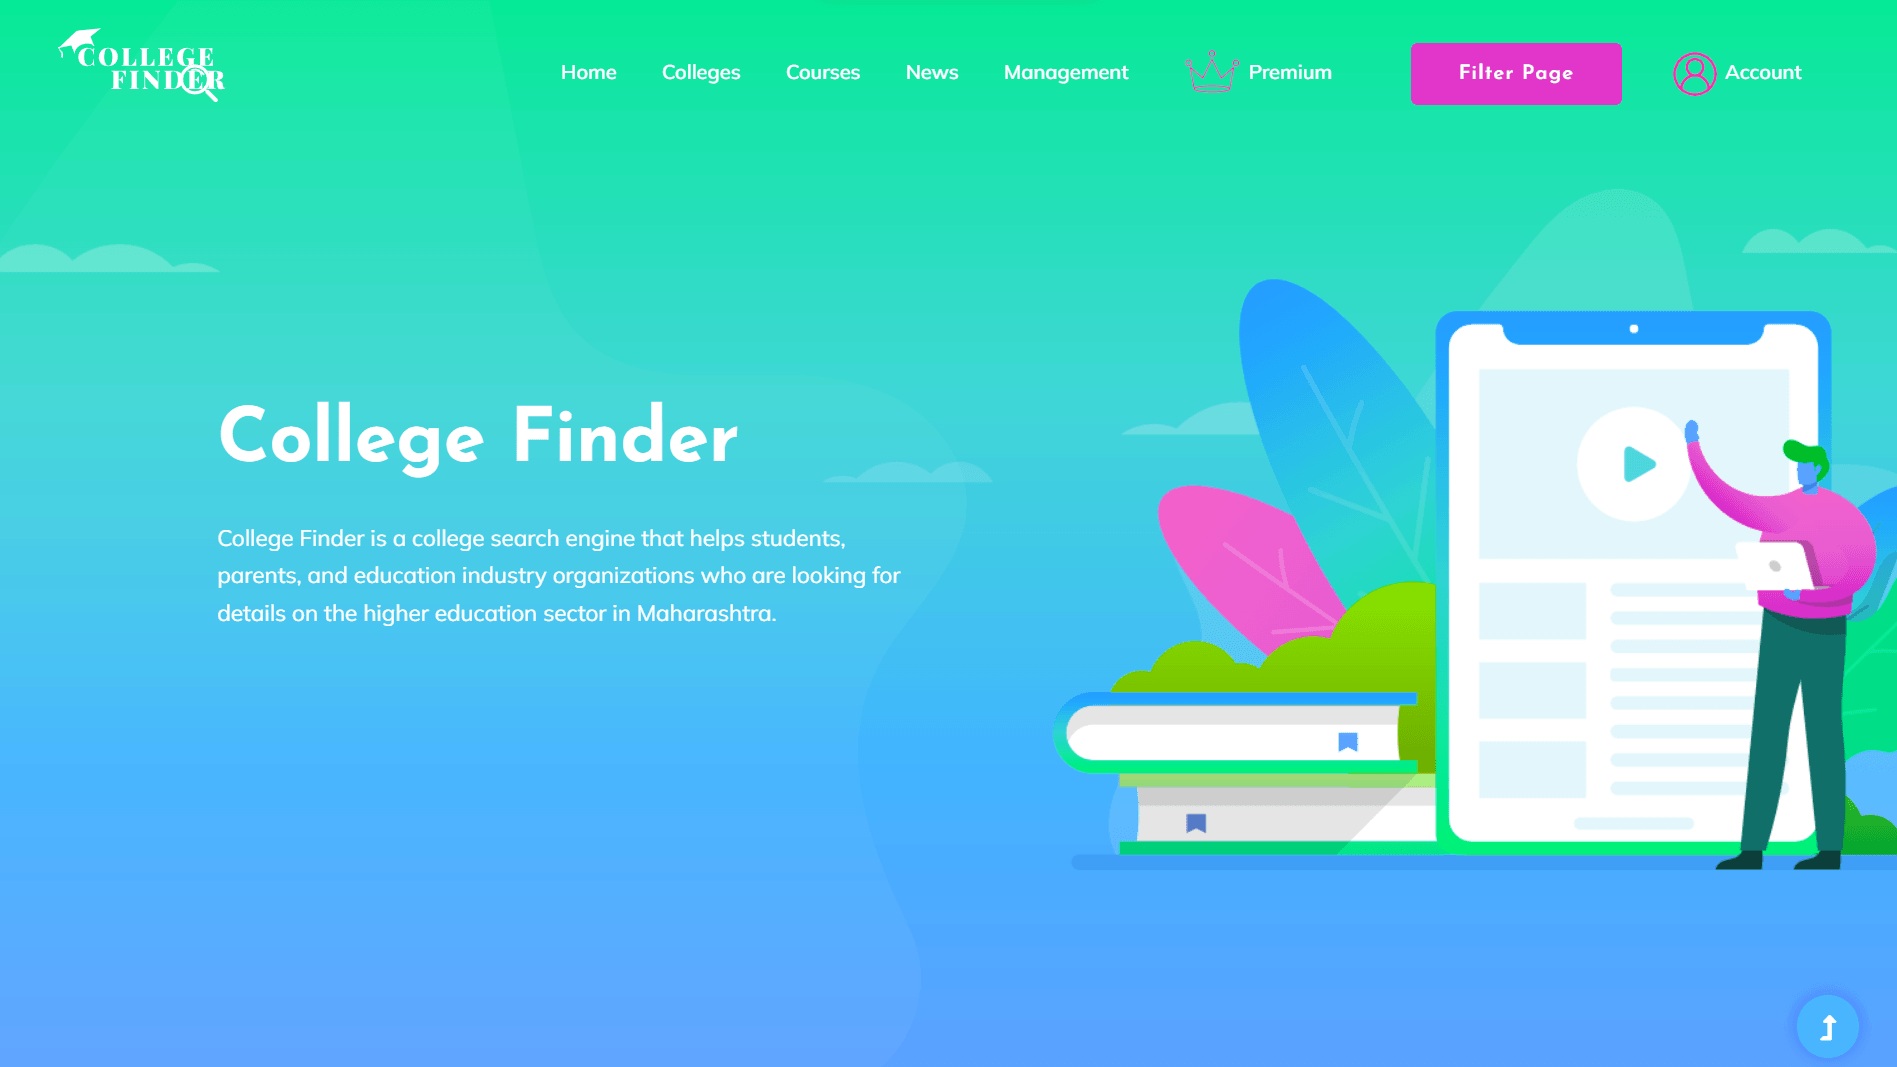 COLLEGE
FINDER
Home Colleges Courses News Management Premium Filter Page Account
College Finder
College Finder is a college search engine that helps students,
parents, and education industry organizations who are looking for
details on the higher education sector in Maharashtra.